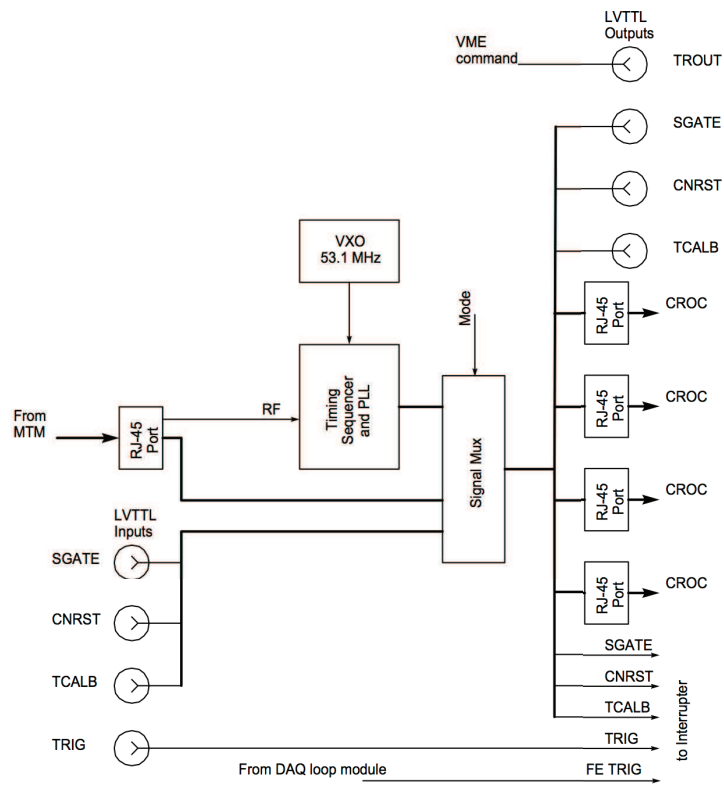 LVTTL
Outputs
VME
command
TROUT
SGATE
CNRST
TCALB
VXO
53.1 MHz
RJ-45
Port
CROC
Mode
Timing
Sequencer
and PLL
RJ-45
Port
CROC
From
MTM
RJ-45
Port
RF
Signal Mux
RJ-45
Port
CROC
LVTTL
Inputs
SGATE
RJ-45
Port
CROC
CNRST
SGATE
CNRST
TCALB
TCALB
to Interrupter
TRIG
TRIG
From DAQ loop module
FE TRIG